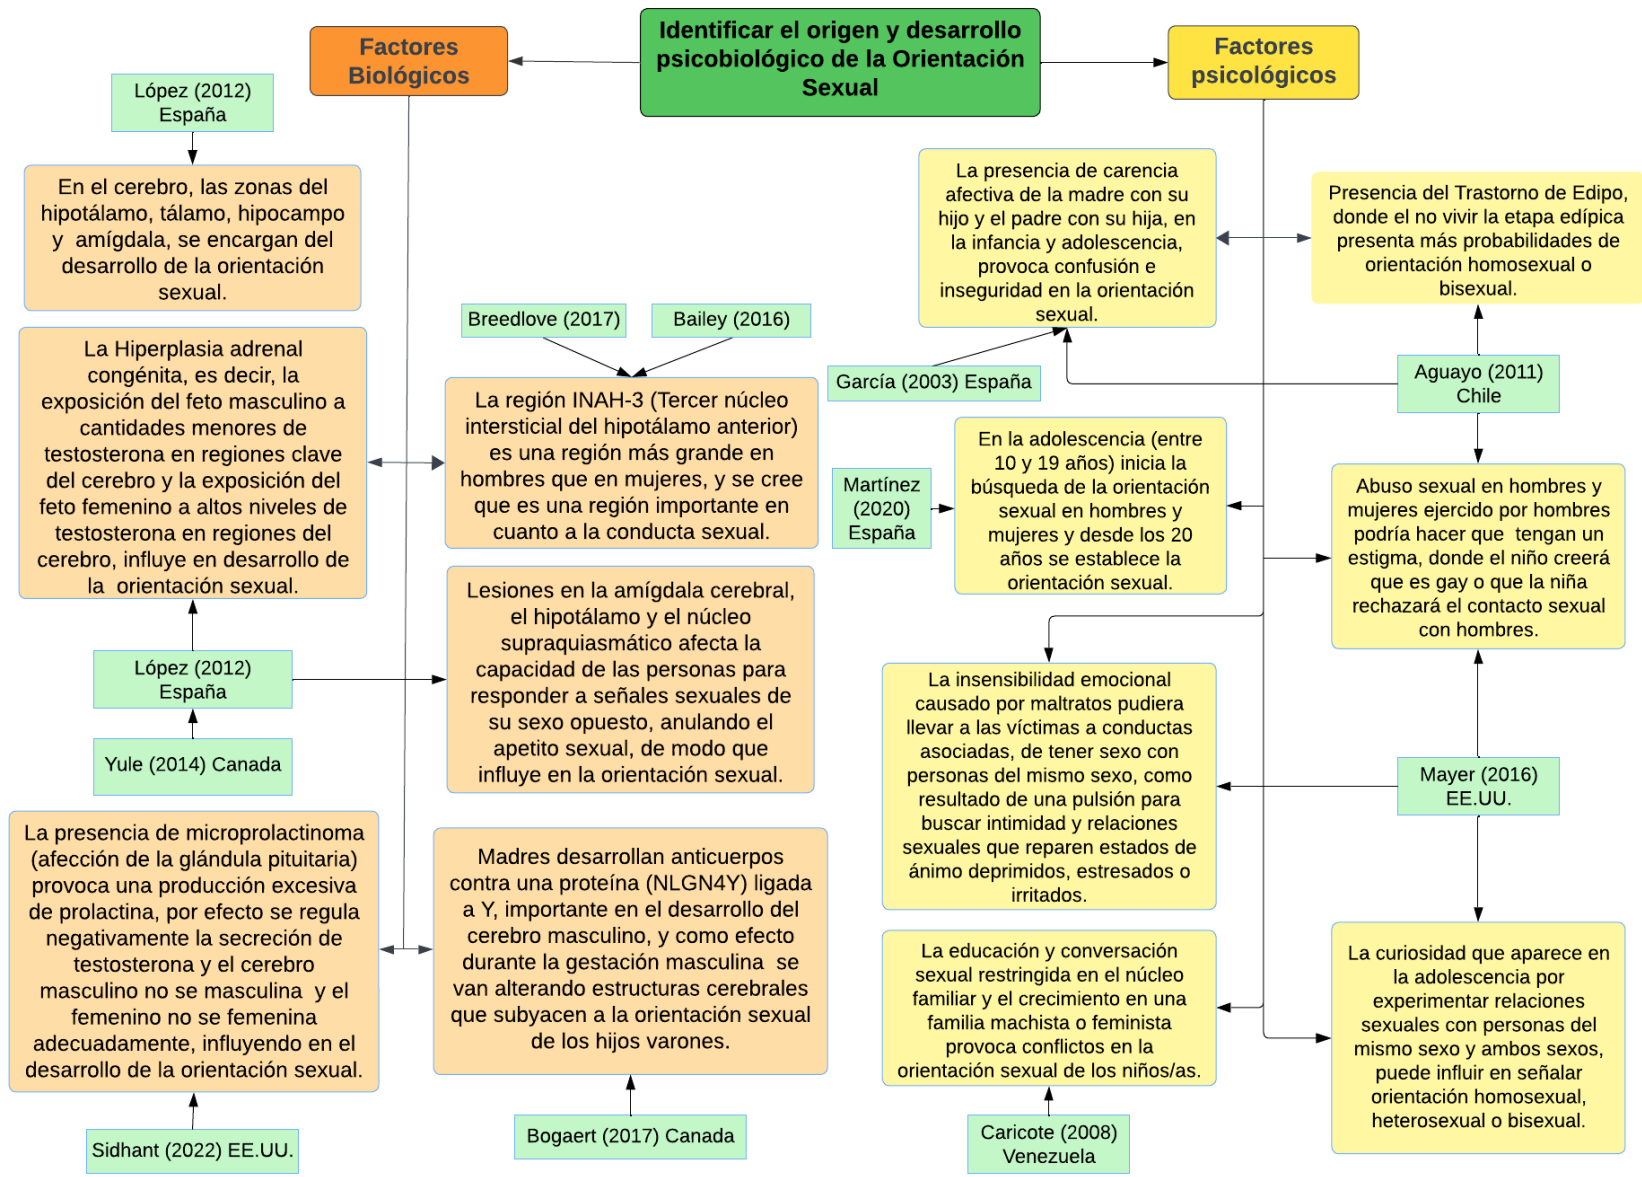 Identificar el origen y desarrollo
psicobiológico de la Orientación
Sexual
Factores
Biológicos
Factores
psicológicos
López (2012)
España
En el cerebro, las zonas del
hipotálamo, tálamo, hipocampo
y amígdala, se encargan del
desarrollo de la orientación
sexual.
La Hiperplasia adrenal
congénita, es decir, la
exposición del feto masculino a
cantidades menores de
testosterona en regiones clave
del cerebro y la exposición del
feto femenino a altos niveles de
testosterona en regiones del
cerebro, influye en desarrollo de
la orientación sexual.
López (2012)
España
Yule (2014) Canada
La presencia de microprolactinoma
(afección de la glándula pituitaria)
provoca una producción excesiva
de prolactina, por efecto se regula
negativamente la secreción de
testosterona y el cerebro
masculino no se masculina y el
femenino no se femenina
adecuadamente, influyendo en el
desarrollo de la orientación sexual.
Sidhant (2022) EE.UU.
Breedlove (2017)
Bailey (2016)
La región INAH-3 (Tercer núcleo
intersticial del hipotálamo anterior)
es una región más grande en
hombres que en mujeres, y se cree
que es una región importante en
cuanto a la conducta sexual.
Lesiones en la amígdala cerebral,
el hipotálamo y el núcleo
supraquiasmático afecta la
capacidad de las personas para
responder a señales sexuales de
su sexo opuesto, anulando el
apetito sexual, de modo que
influye en la orientación sexual.
Madres desarrollan anticuerpos
contra una proteína (NLGN4Y) ligada
a Y, importante en el desarrollo del
cerebro masculino, y como efecto
durante la gestación masculina se
van alterando estructuras cerebrales
que subyacen a la orientación sexual
de los hijos varones.
Bogaert (2017) Canada
La presencia de carencia
afectiva de la madre con su
hijo y el padre con su hija, en
la infancia y adolescencia,
provoca confusión e
inseguridad en la orientación
sexual.
García (2003) España
En la adolescencia (entre
10 y 19 años) inicia la
búsqueda de la orientación
sexual en hombres y
mujeres y desde los 20
años se establece la
orientación sexual.
Martínez
(2020)
España
La insensibilidad emocional
causado por maltratos pudiera
llevar a las víctimas a conductas
asociadas, de tener sexo con
personas del mismo sexo, como
resultado de una pulsión para
buscar intimidad y relaciones
sexuales que reparen estados de
ánimo deprimidos, estresados o
irritados.
La educación y conversación
sexual restringida en el núcleo
familiar y el crecimiento en una
familia machista o feminista
provoca conflictos en la
orientación sexual de los niños/as.
Caricote (2008)
Venezuela
Presencia del Trastorno de Edipo,
donde el no vivir la etapa edípica
presenta más probabilidades de
orientación homosexual o
bisexual.
Aguayo (2011)
Chile
Abuso sexual en hombres y
mujeres ejercido por hombres
podría hacer que tengan un
estigma, donde el niño creerá
que es gay o que la niña
rechazará el contacto sexual
con hombres.
Mayer (2016)
EE.UU.
La curiosidad que aparece en
la adolescencia por
experimentar relaciones
sexuales con personas del
mismo sexo y ambos sexos,
puede influir en señalar
orientación homosexual,
heterosexual o bisexual.